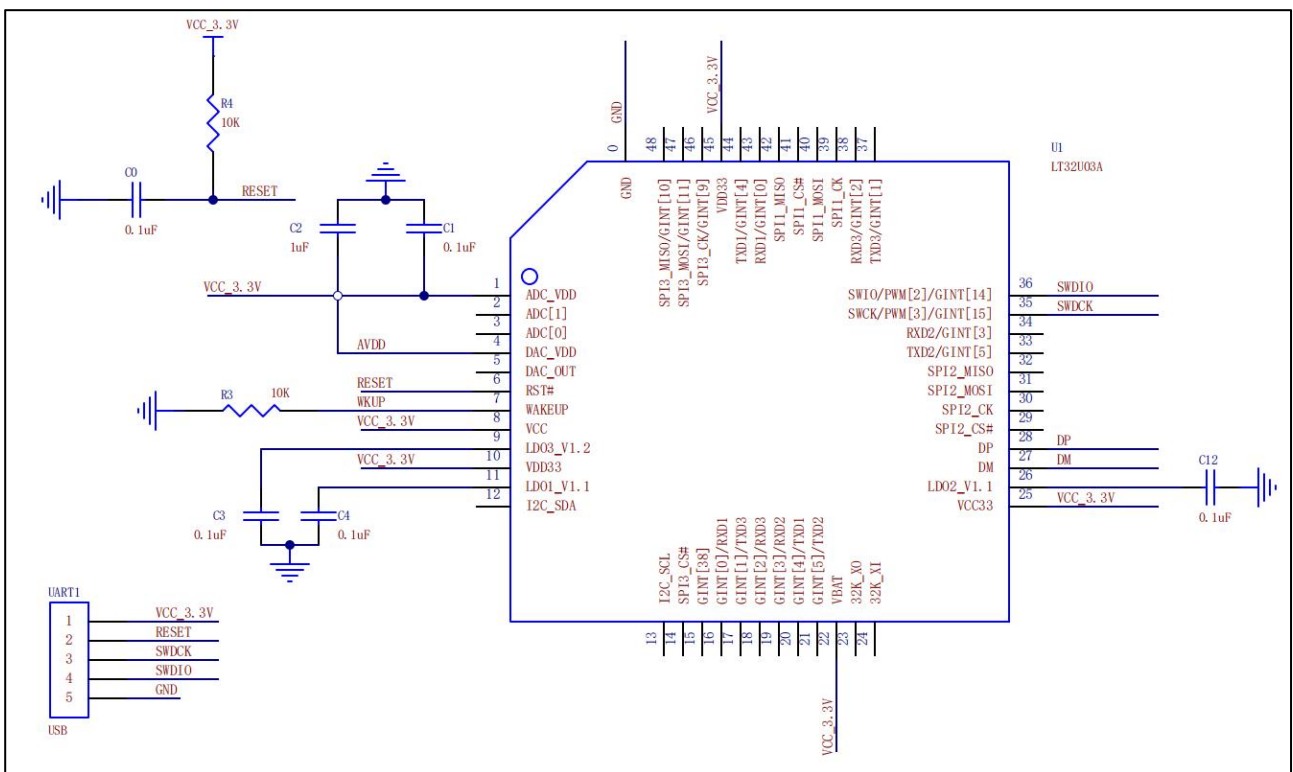 VCC_3.3V
R4
10K
C0
0.1uF
RESET
C2
1uF
C1
0.1uF
VCC_3.3V
AVDD
RESET
R3
10K
WKUP
VCC_3.3V
VCC_3.3V
C3
0.1uF
C4
0.1uF
GND
VCC_3.3V
U1
LT32U03A
0
GND
48
SPI3_MISO/GINT[10]
47
SPI3_MOSI/GINT[11]
46
SPI3_CK/GINT[9]
45
VDD33
44
TXD1/GINT[4]
43
RXD1/GINT[0]
42
SPI1_MISO
41
SPI1_CS#
40
SPI1_MOSI
39
SPI1_CK
38
RXD3/GINT[2]
37
TXD3/GINT[1]
1
ADC_VDD
2
ADC[1]
3
ADC[0]
4
DAC_VDD
5
DAC_OUT
6
RST#
7
WAKEUP
8
VCC
9
LDO3_V1.2
10
VDD33
11
LDO1_V1.1
12
I2C_SDA
SWIO/PWM[2]/GINT[14]
36
SWDIO
SWCK/PWM[3]/GINT[15]
35
SWDCK
RXD2/GINT[3]
34
TXD2/GINT[5]
33
SPI2_MISO
32
SPI2_MOSI
31
SPI2_CK
30
SPI2_CS#
29
DP
28
DP
DM
27
DM
LDO2_V1.1
26
VCC33
25
VCC_3.3V
C12
0.1uF
I2C_SCL
13
SPI3_CS#
14
GINT[38]
15
GINT[0]/RXD1
16
GINT[1]/TXD3
17
GINT[2]/RXD3
18
GINT[3]/RXD2
19
GINT[4]/TXD1
20
GINT[5]/TXD2
21
VBAT
22
32K_XO
23
32K_XI
24
VCC_3.3V
UART1
1
VCC_3.3V
2
RESET
3
SWDCK
4
SWDIO
5
GND
USB